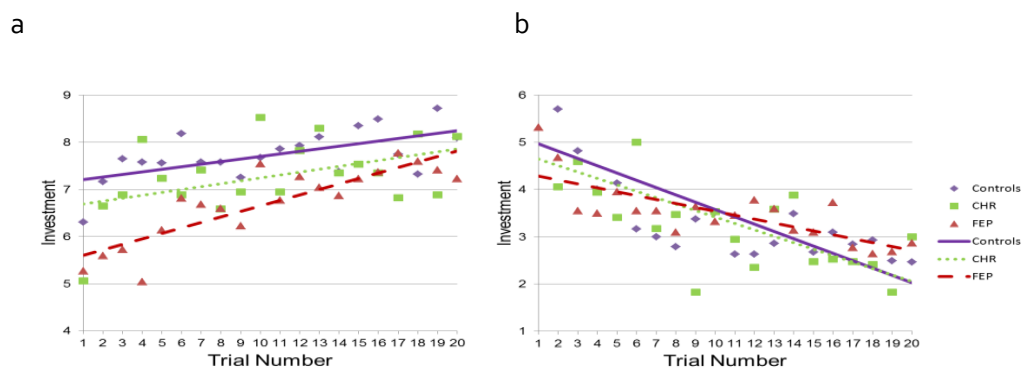 a
b
9
8
7
6
5
4
Investment
1 2 3 4 5 6 7 8 9 10 11 12 13 14 15 16 17 18 19 20
Trial Number
6
5
4
3
2
1
Investment
1 2 3 4 5 6 7 8 9 10 11 12 13 14 15 16 17 18 19 20
Trial Number
Controls
CHR
FEP
Controls
CHR
FEP